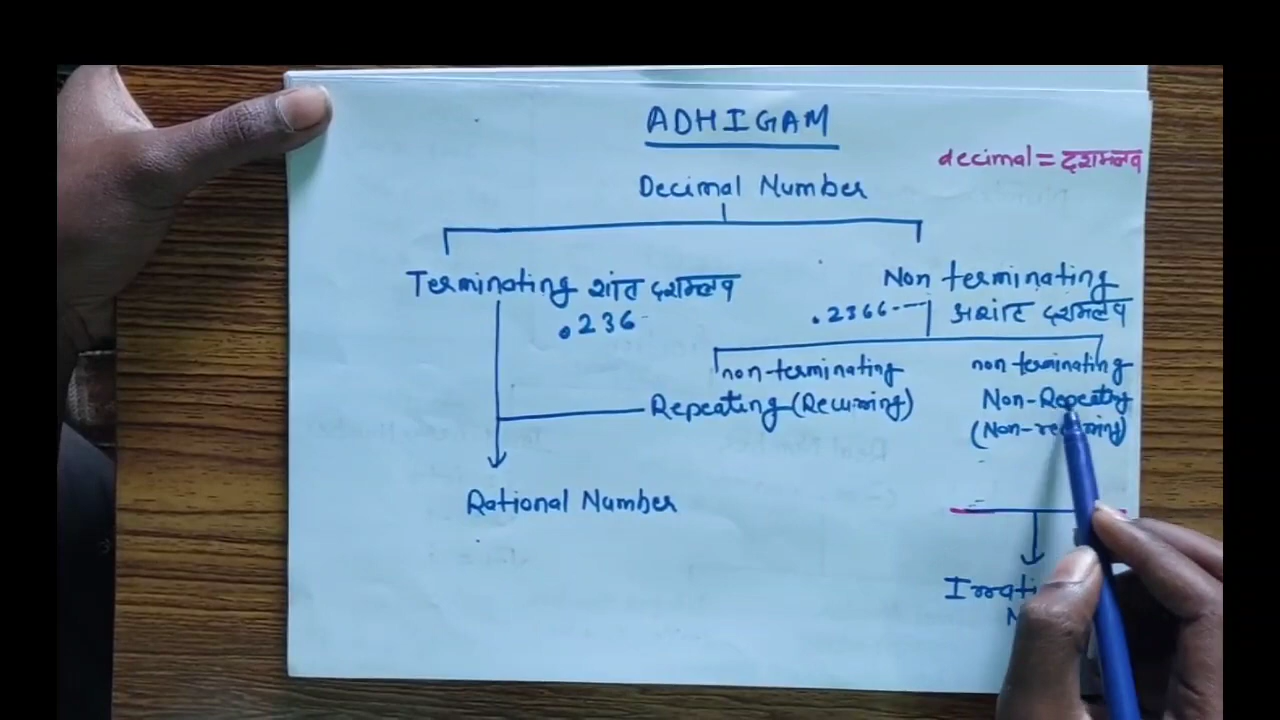 ADHIGAM
decimal = दशमलव
Decimal Number
Terminating शांत दशमलव
.236
Non terminating
.2366---
अशांत दशमलव
non terminating
Repeating (Recurring)
non terminating
Non-Repeating
(Non-recurring)
Rational Number